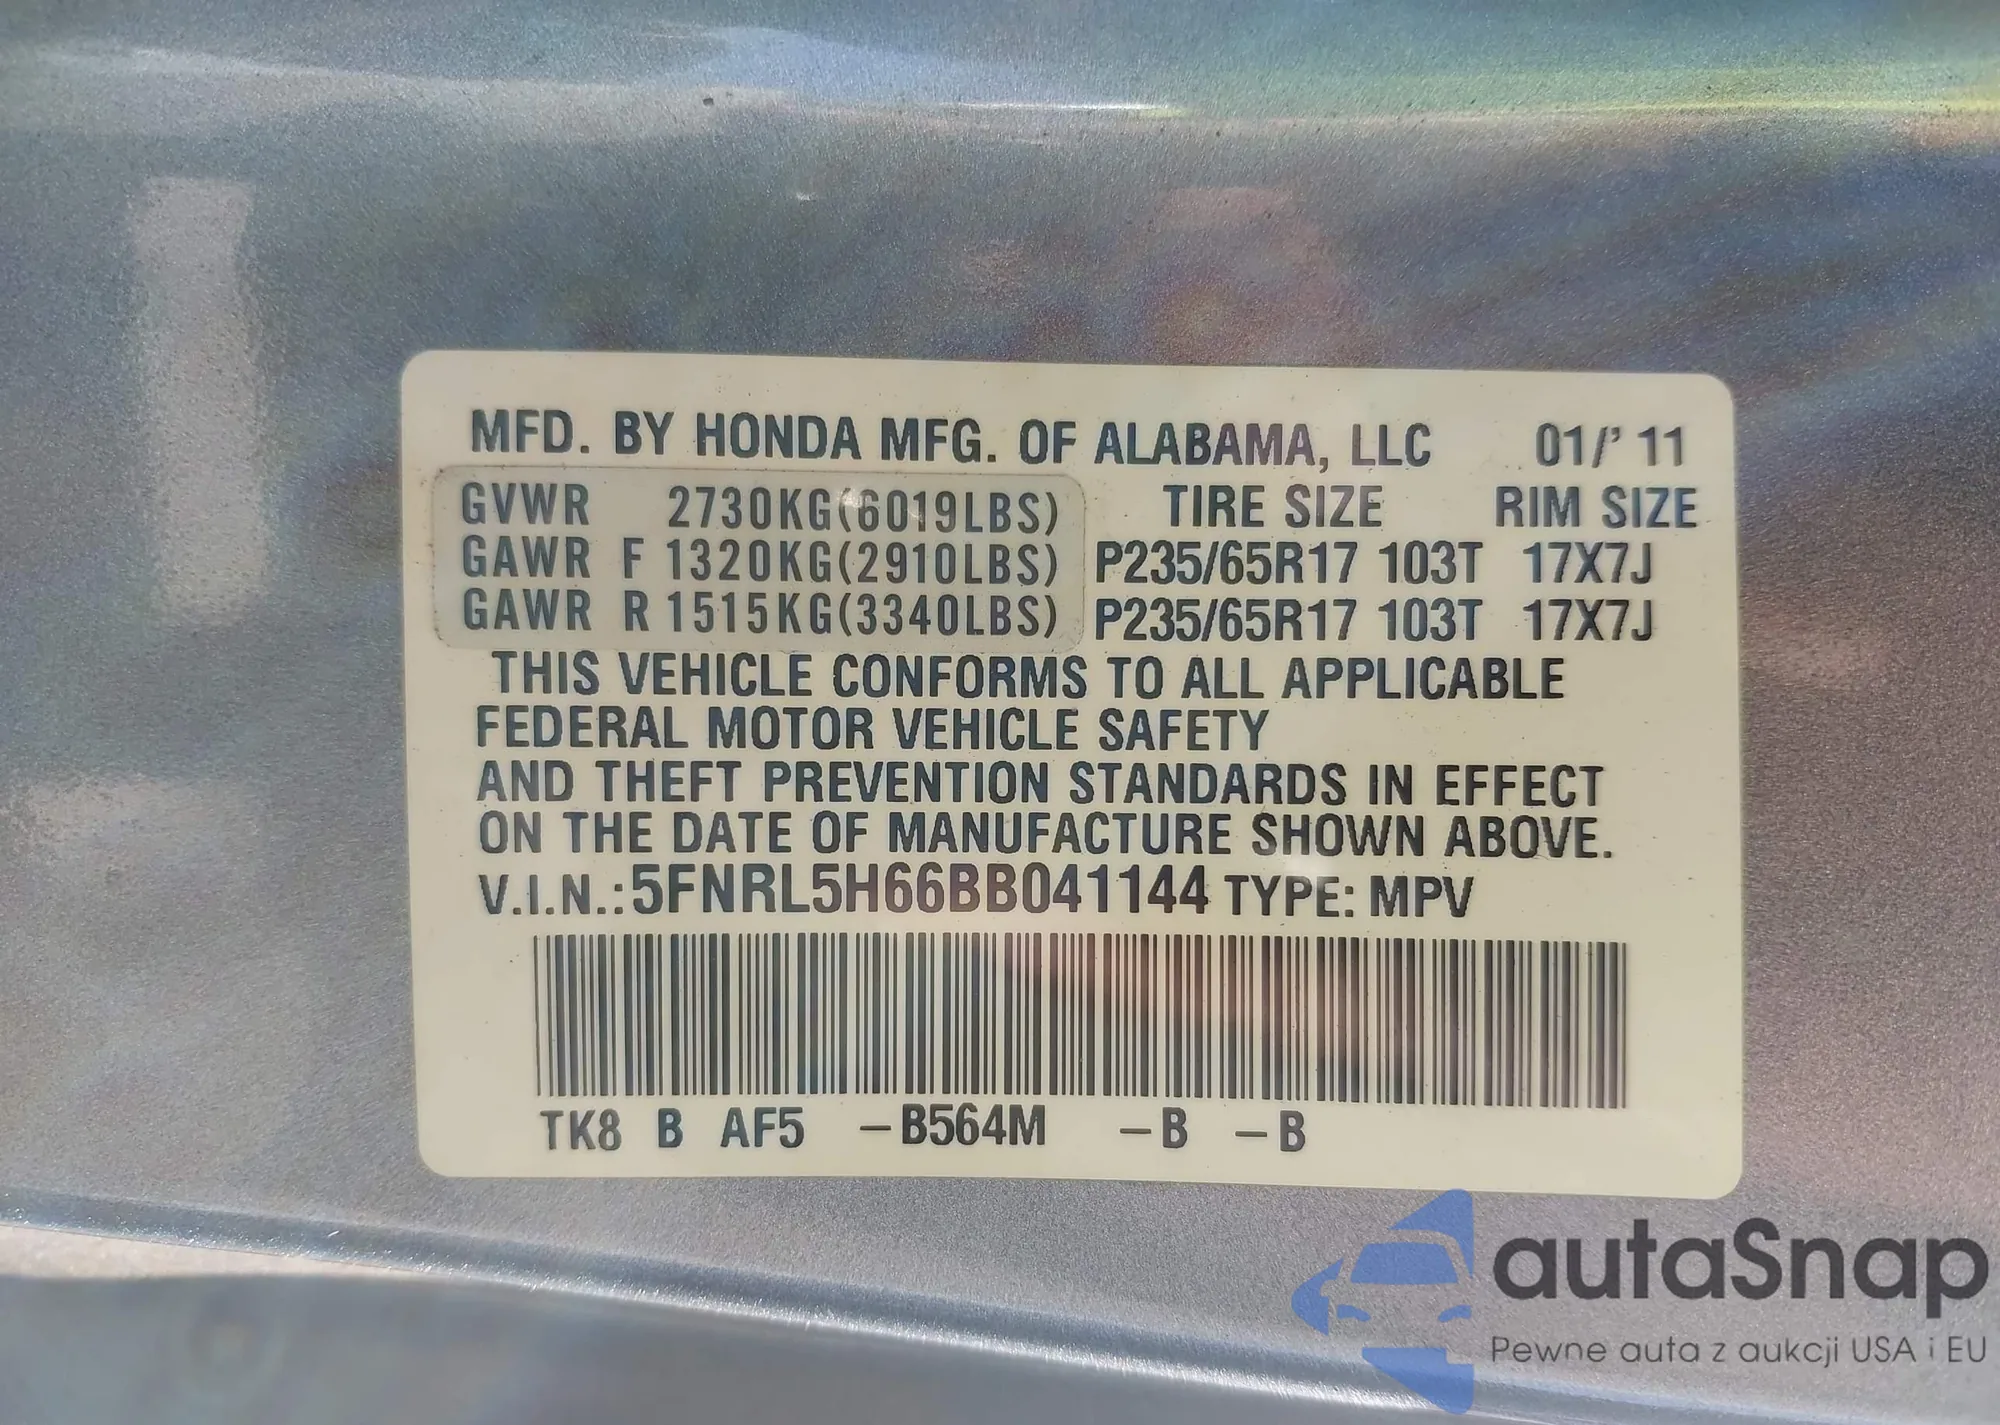 MFD. BY HONDA MFG. OF ALABAMA, LLC 01/' 11
GVWR 2730KG(6019LBS) TIRE SIZE RIM SIZE
GAWR F 1320KG(2910LBS) P235/65R17 103T 17X7J
GAWR R 1515KG(3340LBS) P235/65R17 103T 17X7J
THIS VEHICLE CONFORMS TO ALL APPLICABLE
FEDERAL MOTOR VEHICLE SAFETY
AND THEFT PREVENTION STANDARDS IN EFFECT
ON THE DATE OF MANUFACTURE SHOWN ABOVE.
V.I.N.:5FNRL5H66BB041144 TYPE: MPV
TK8 B AF5 –B564M –B –B
autaSnap
Pewne auta z aukcji USA i EU